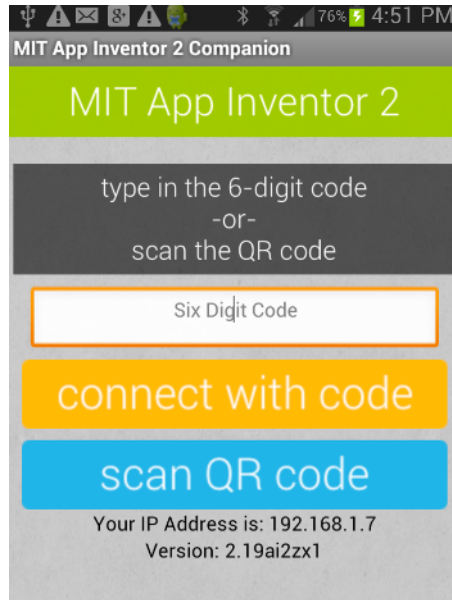 76% 4:51 PM
MIT App Inventor 2 Companion
MIT App Inventor 2
type in the 6-digit code
-or-
scan the QR code
Six Digit Code
connect with code
scan QR code
Your IP Address is: 192.168.1.7
Version: 2.19ai2zx1